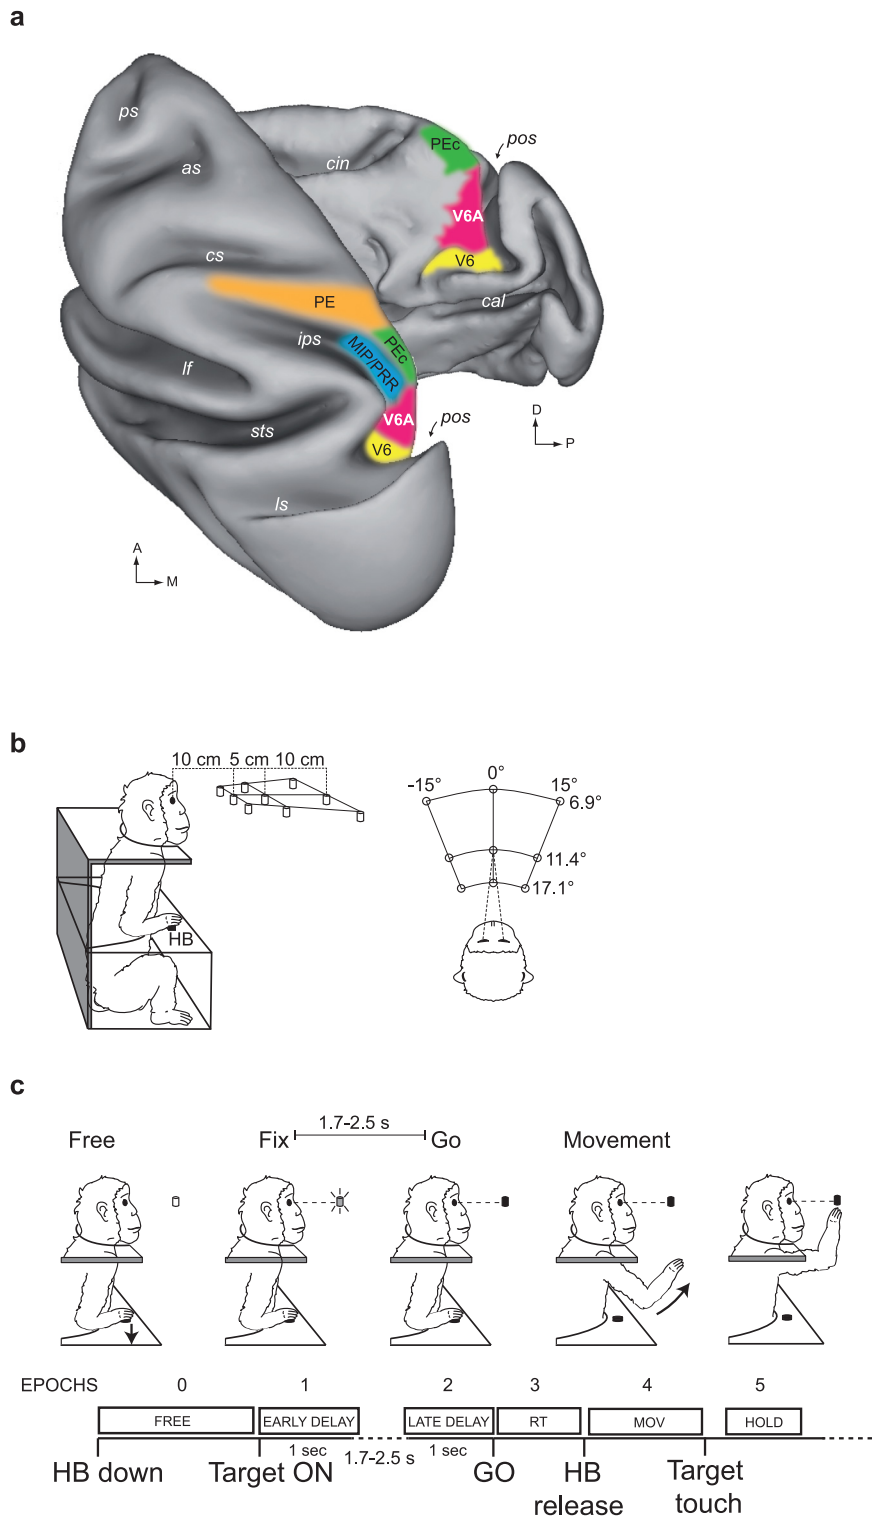 a
ps
as
cin
PEc
pos
cs
V6A
V6
PE
cal
ips
PEc
MIP/PRR
lf
V6A
pos
D
P
sts
V6
ls
A
M
b
10 cm 5 cm 10 cm
HB
-15° 0° 15°
6.9°
11.4°
17.1°
c
1.7-2.5 s
Free Fix Go Movement
EPOCHS 0 1 2 3 4 5
FREE EARLY DELAY LATE DELAY RT MOV HOLD
1 sec 1.7-2.5 s 1 sec
HB down Target ON GO HB release Target touch